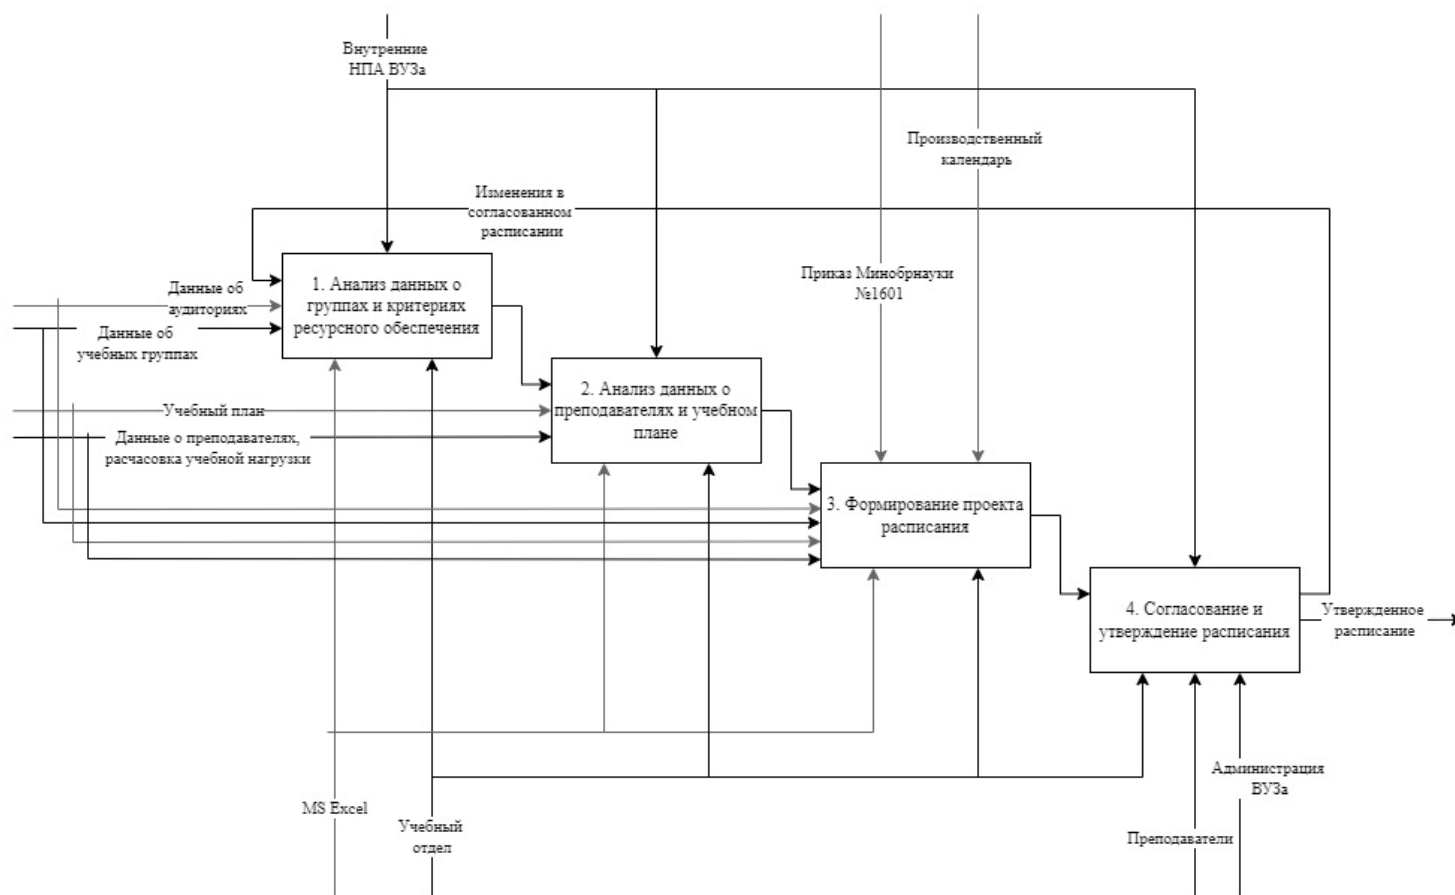 Внутренние
НПА ВУЗа
Производственный
календарь
Изменения в
согласованном
расписании
Приказ Минобрнауки
№1601
Данные об
аудиториях
1. Анализ данных о
группах и критериях
ресурсного обеспечения
Данные об
учебных группах
2. Анализ данных о
преподавателях и учебном
плане
Учебный план
Данные о преподавателях,
расчасовка учебной нагрузки
3. Формирование проекта
расписания
4. Согласование и
утверждение расписания
Утвержденное
расписание
Администрация
ВУЗа
MS Excel
Учебный
отдел
Преподаватели